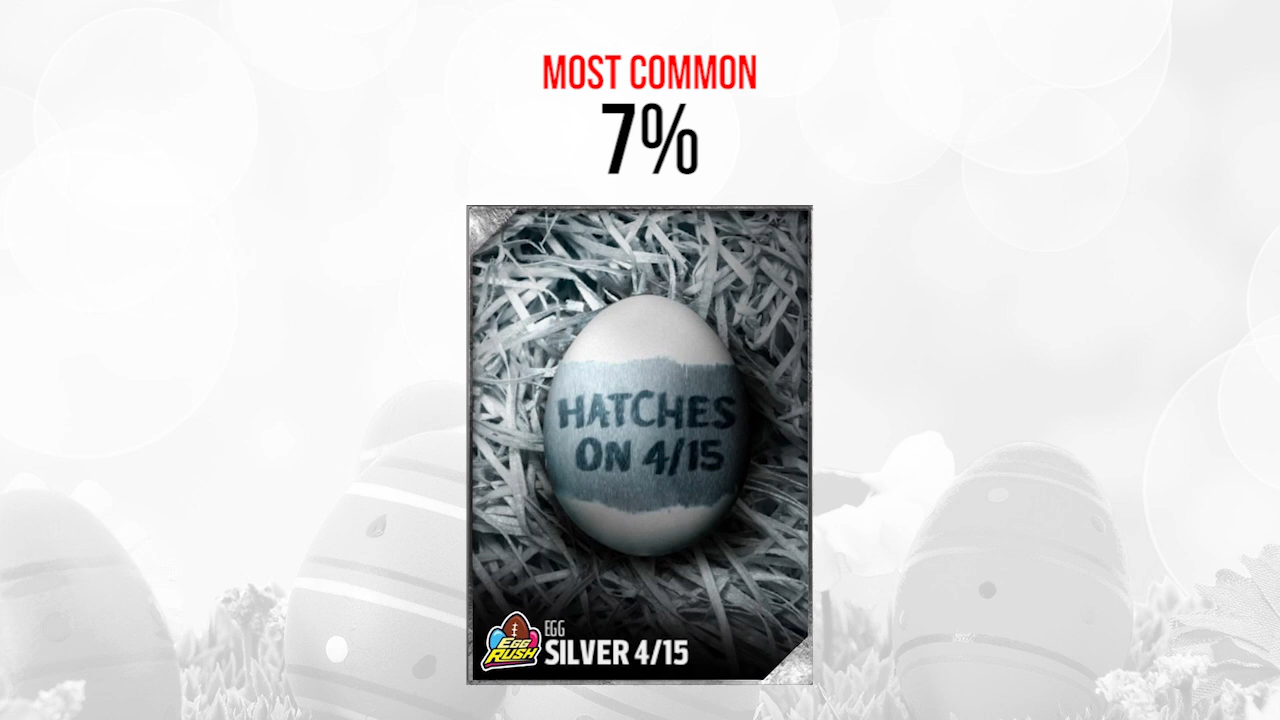 MOST COMMON
7%
HATCHES
ON 4/15
EGG
RUSH
EGG
SILVER 4/15